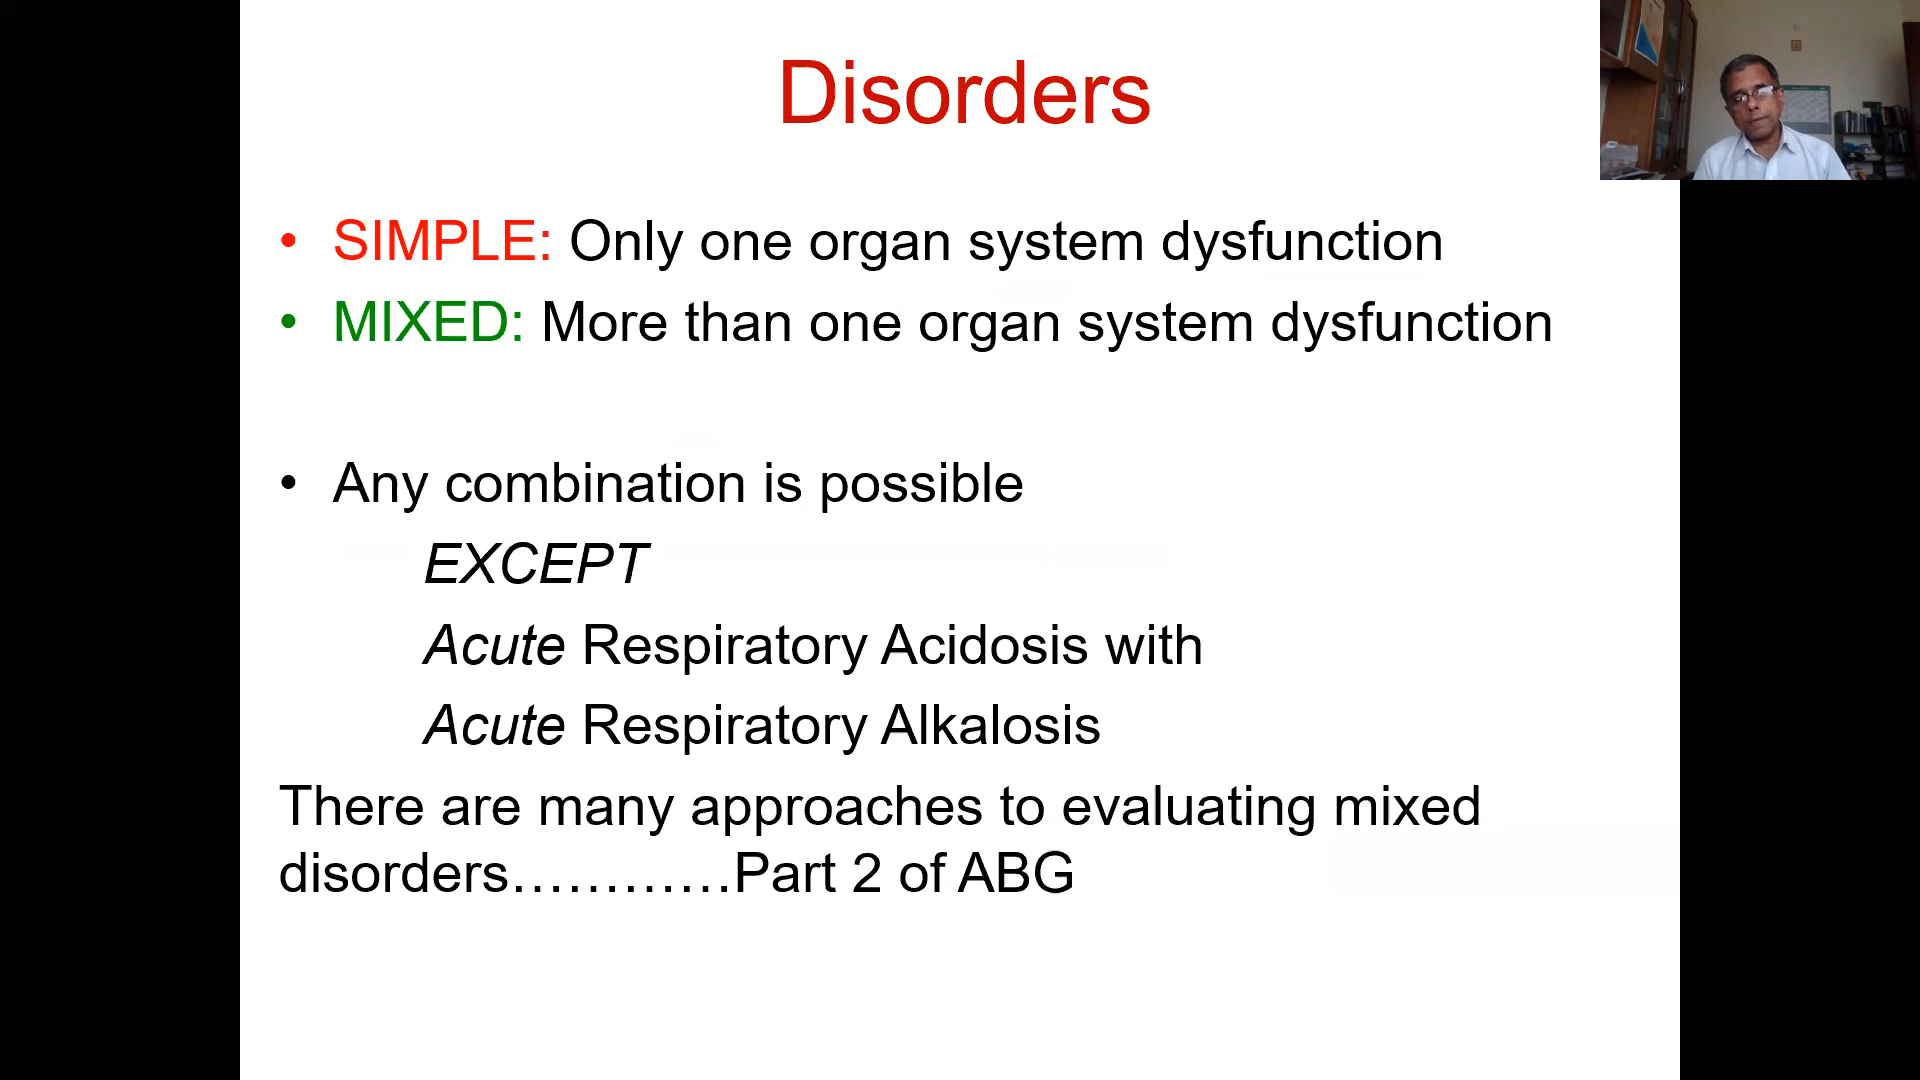 Disorders
• SIMPLE: Only one organ system dysfunction
• MIXED: More than one organ system dysfunction
• Any combination is possible
EXCEPT
Acute Respiratory Acidosis with
Acute Respiratory Alkalosis
There are many approaches to evaluating mixed
disorders…………Part 2 of ABG